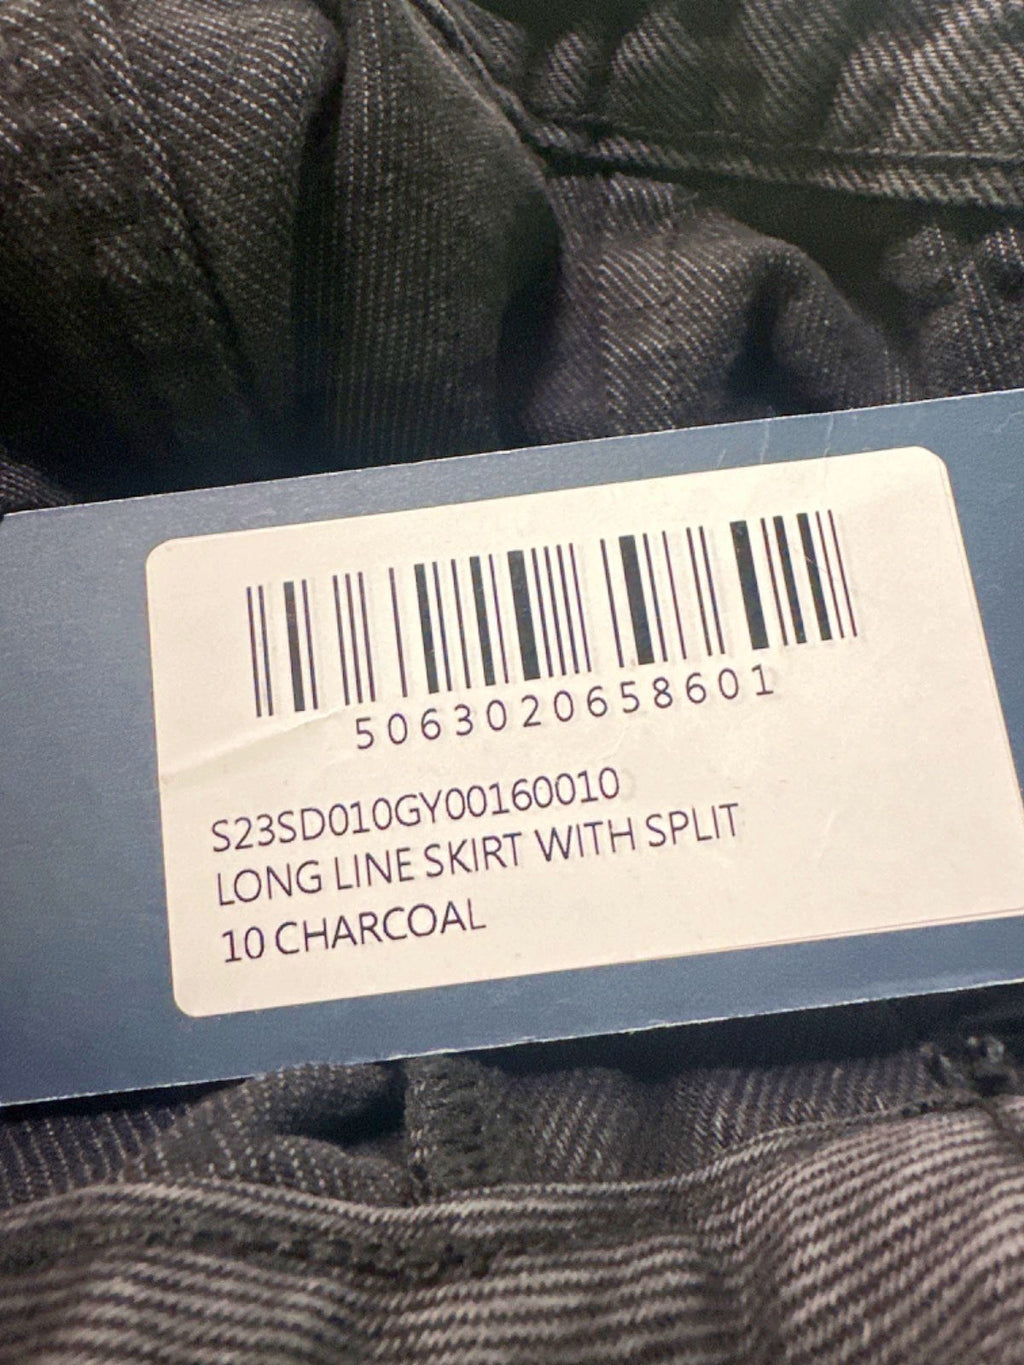 5063020658601
S23SD010GY00160010
LONG LINE SKIRT WITH SPLIT
10 CHARCOAL